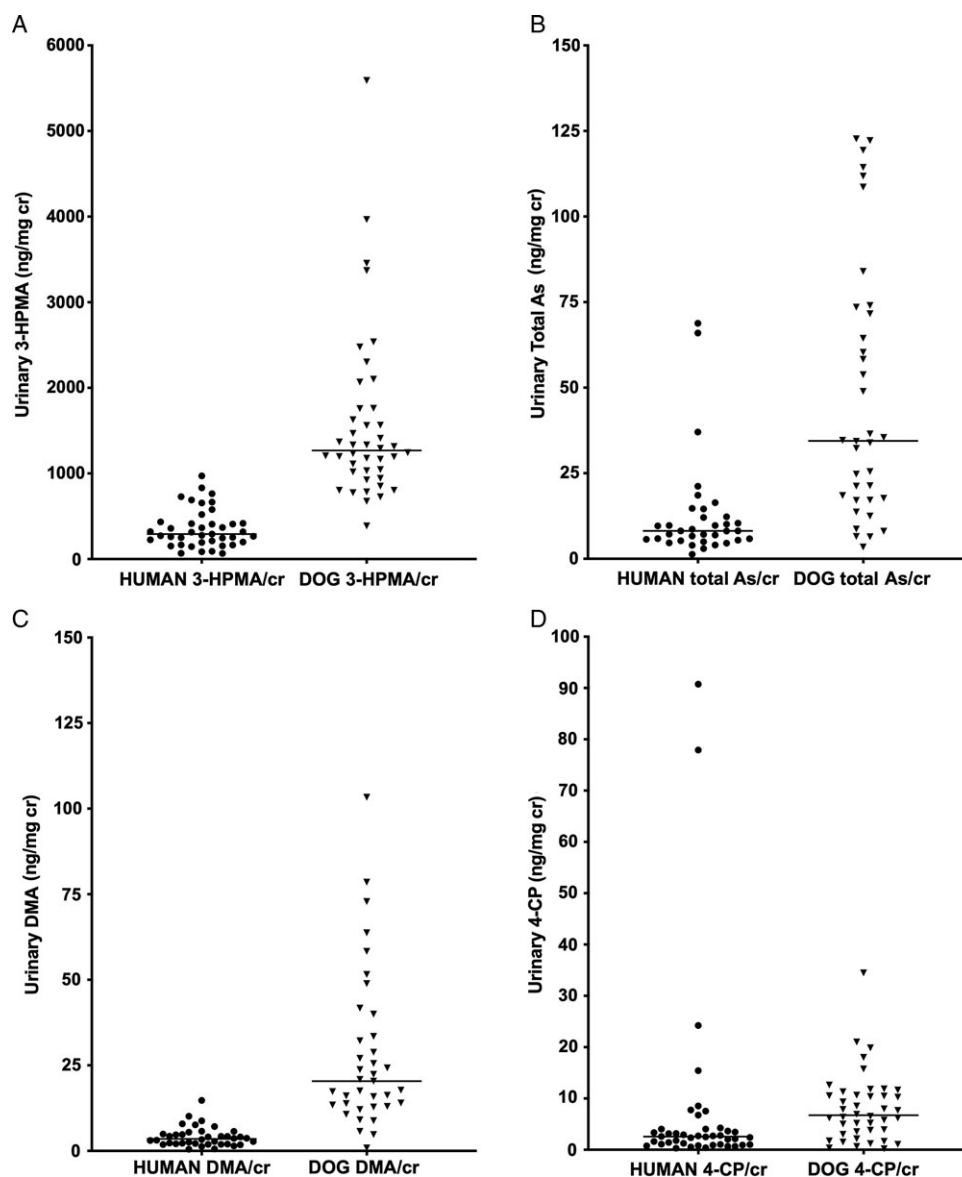 A
Urinary 3-HPMA (ng/mg cr)
6000
5000
4000
3000
2000
1000
0
HUMAN 3-HPMA/cr
DOG 3-HPMA/cr
B
Urinary Total As (ng/mg cr)
150
125
100
75
50
25
0
HUMAN total As/cr
DOG total As/cr
C
Urinary DMA (ng/mg cr)
150
125
100
75
50
25
0
HUMAN DMA/cr
DOG DMA/cr
D
Urinary 4-CP (ng/mg cr)
100
90
80
70
60
50
40
30
20
10
0
HUMAN 4-CP/cr
DOG 4-CP/cr